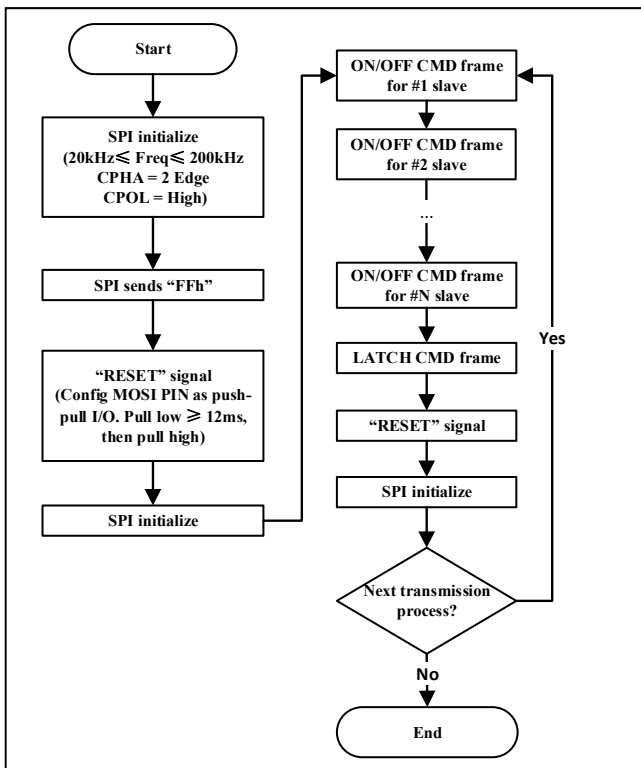 Start
SPI initialize
(20kHz≤ Freq≤ 200kHz
CPHA = 2 Edge
CPOL = High)
SPI sends “FFh”
“RESET” signal
(Config MOSI PIN as push-
pull I/O. Pull low ≥ 12ms,
then pull high)
SPI initialize
ON/OFF CMD frame
for #1 slave
ON/OFF CMD frame
for #2 slave
...
ON/OFF CMD frame
for #N slave
LATCH CMD frame
“RESET” signal
SPI initialize
Next transmission
process?
Yes
No
End